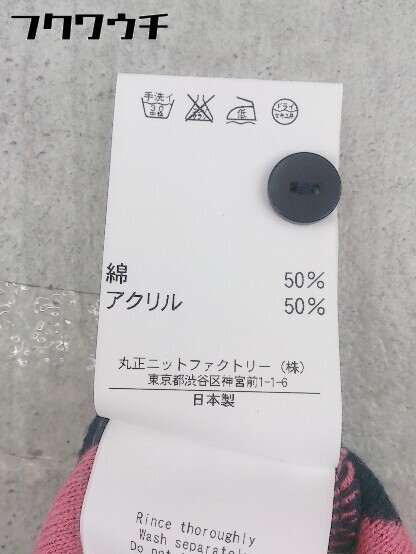 フクワウチ
手洗イ
30
中性
低
ドライ
セキユ系
綿 50%
アクリル 50%
丸正ニットファクトリー（株）
東京都渋谷区神宮前1-1-6
日本製
Rince thoroughly
Wash separately
Do not